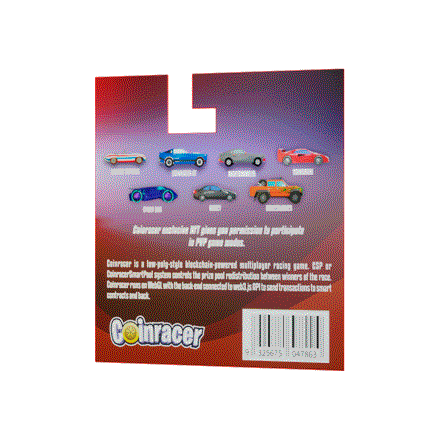 Coinracer exclusive NFT gives you permission to participate
in PVP game modes.
Coinracer is a low-poly-style blockchain-powered multiplayer racing game. CSP or
CoinracerSmartPool system controls the prize pool redistribution between winners of the race.
Coinracer runs on WebGL with the back-end connected to web3.js API to send transactions to smart
contracts and back.
Coinracer
9 325675 047863